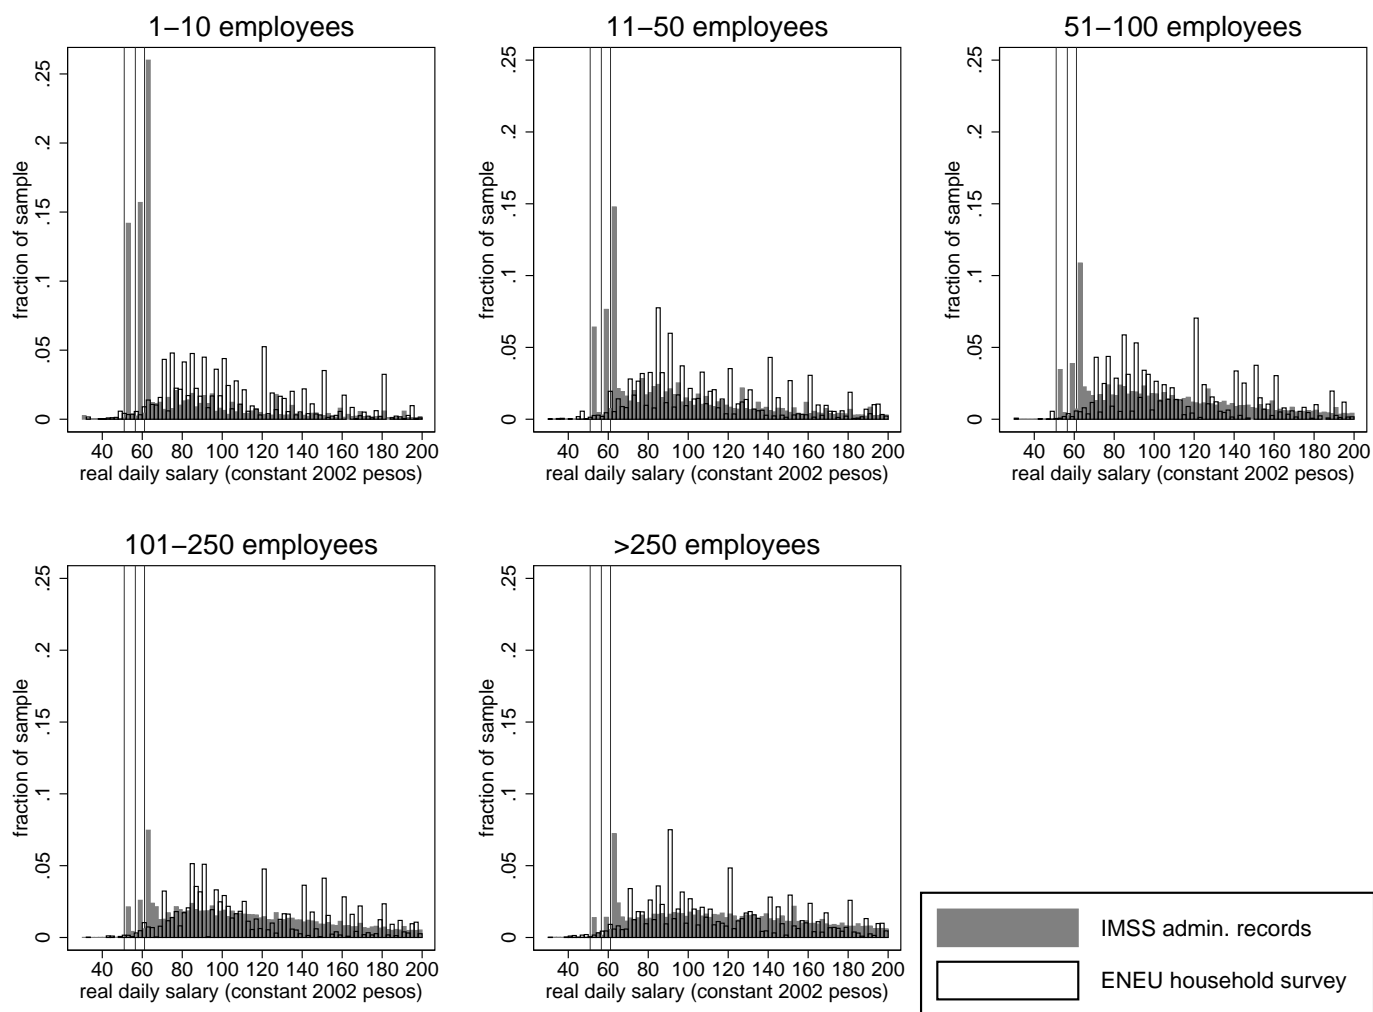 1−10 employees
fraction of sample
0 .05 .1 .15 .2 .25
40 60 80 100 120 140 160 180 200
real daily salary (constant 2002 pesos)
11−50 employees
fraction of sample
0 .05 .1 .15 .2 .25
40 60 80 100 120 140 160 180 200
real daily salary (constant 2002 pesos)
51−100 employees
fraction of sample
0 .05 .1 .15 .2 .25
40 60 80 100 120 140 160 180 200
real daily salary (constant 2002 pesos)
101−250 employees
fraction of sample
0 .05 .1 .15 .2 .25
40 60 80 100 120 140 160 180 200
real daily salary (constant 2002 pesos)
>250 employees
fraction of sample
0 .05 .1 .15 .2 .25
40 60 80 100 120 140 160 180 200
real daily salary (constant 2002 pesos)
IMSS admin. records
ENEU household survey